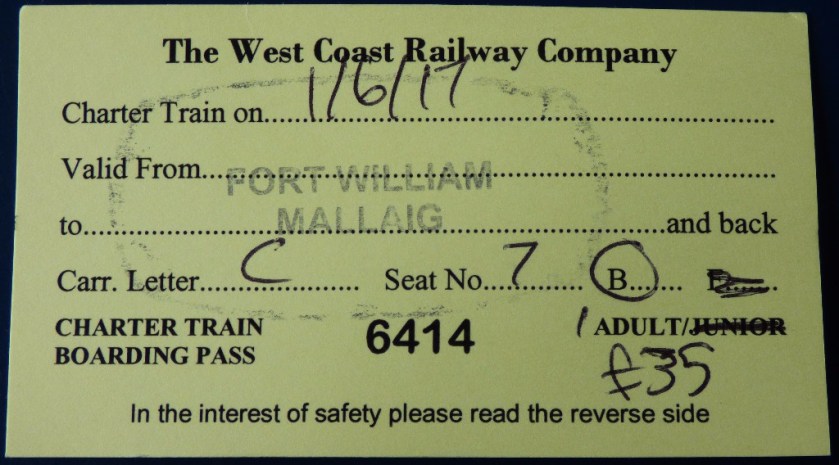 The West Coast Railway Company
Charter Train on.....1/6/17.....
Valid From.....FORT WILLIAM.....
to.....MALLAIG.....and back
Carr. Letter.....C..... Seat No...7..... B.......
CHARTER TRAIN 6414 1 ADULT/JUNIOR
BOARDING PASS £35
In the interest of safety please read the reverse side